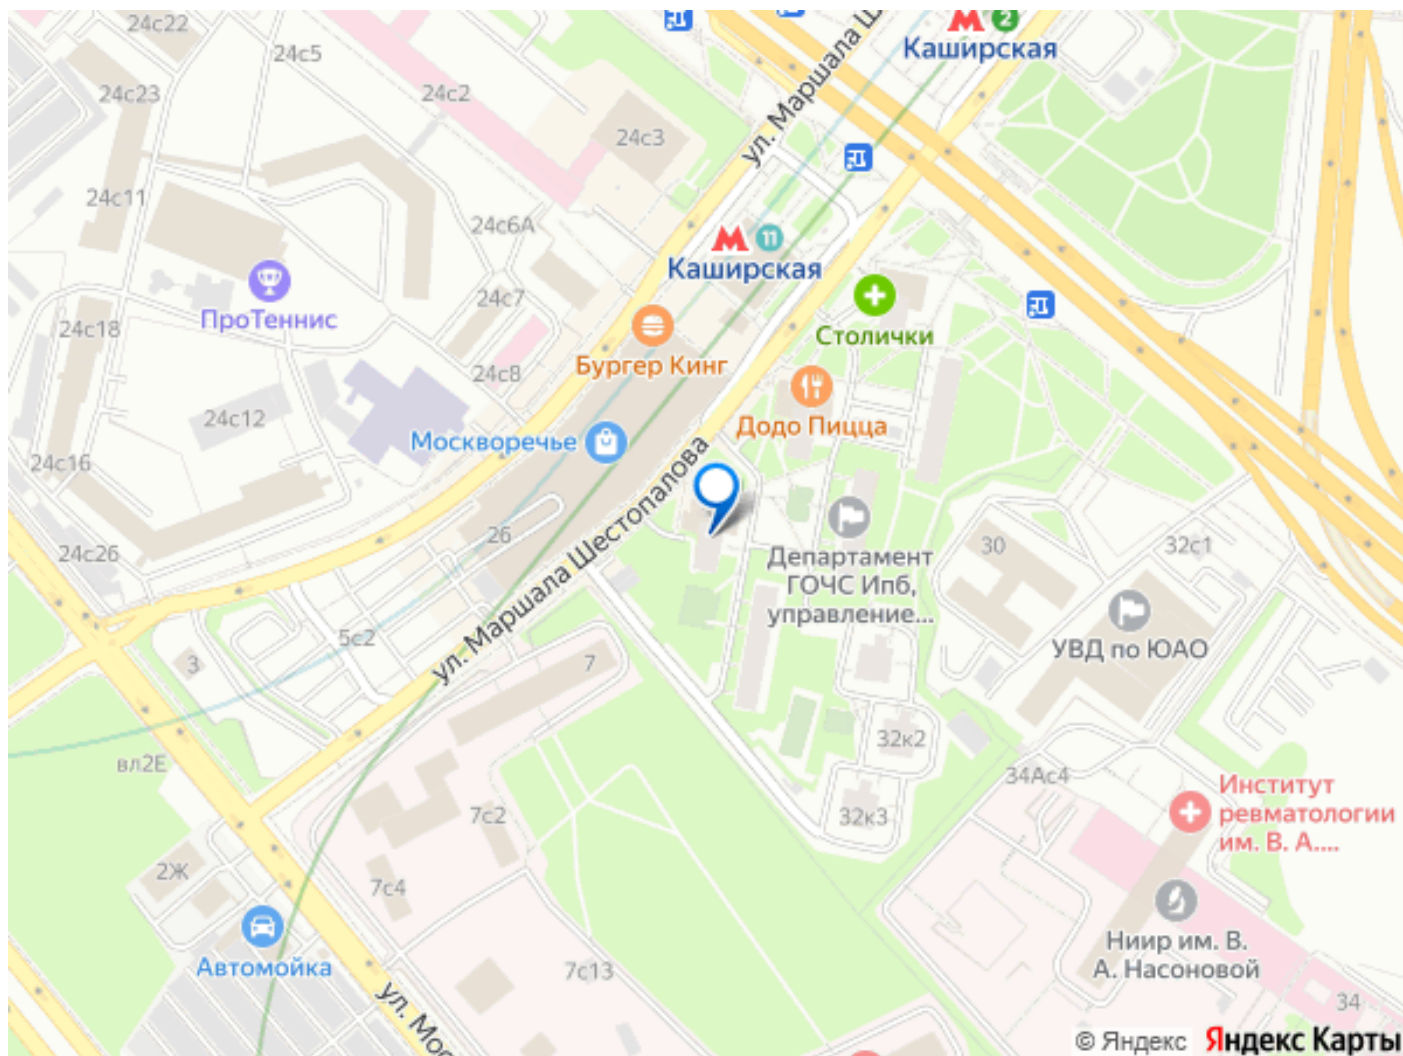 24с22
24с5
24с23
24с2
24с3
ул. Маршала Ш
2
Каширская
24с11
24с6А
11
Каширская
24с7
ПроТеннис
24с18
Столички
Бургер Кинг
24с8
24с12
Додо Пицца
Москворечье
24с16
ул. Маршала Шестопалова
24с26
26
Департамент
ГОЧС Ипб,
управление...
30
32с1
УВД по ЮАО
5с2
3
7
вл2Е
32к2
34Ас4
Институт
ревматологии
им. В. А....
7с2
32к3
2Ж
7с4
Автомойка
Ниир им. В.
А. Насоновой
7с13
ул. Мос
34
© Яндекс Яндекс Карты